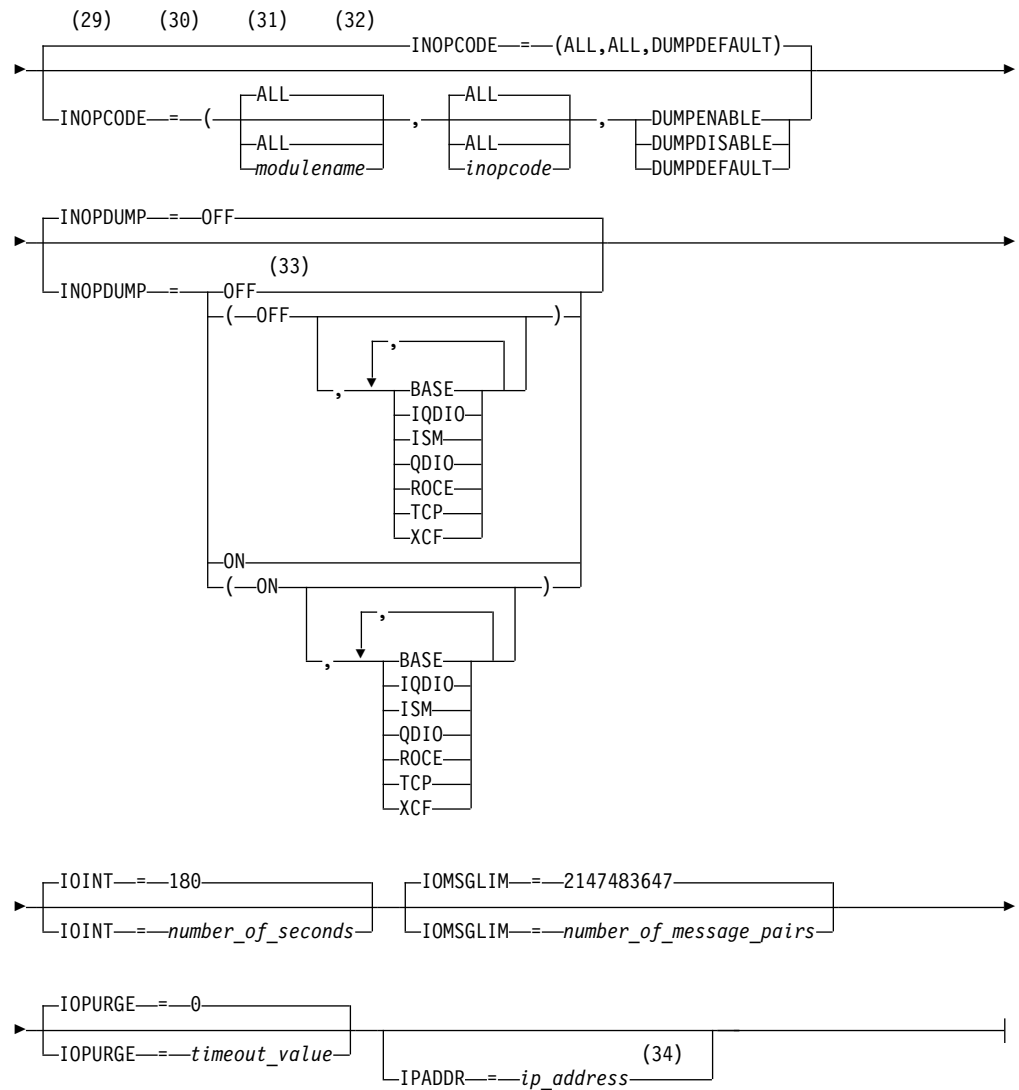 (29) (30) (31) (32)
INOPCODE = (ALL,ALL,DUMPDEFAULT)
ALL ALL
INOPCODE = ( , , DUMPENABLE
ALL ALL DUMPDISABLE
modulename inopcode DUMPDEFAULT
INOPDUMP = OFF
(33)
INOPDUMP = OFF
( OFF )
,
, BASE
IQDIO
ISM
QDIO
ROCE
TCP
XCF
ON
( ON )
,
, BASE
IQDIO
ISM
QDIO
ROCE
TCP
XCF
IOINT = 180 IOMSGLIM = 2147483647
IOINT = number_of_seconds IOMSGLIM = number_of_message_pairs
IOPURGE = 0
IOPURGE = timeout_value (34)
IPADDR = ip_address